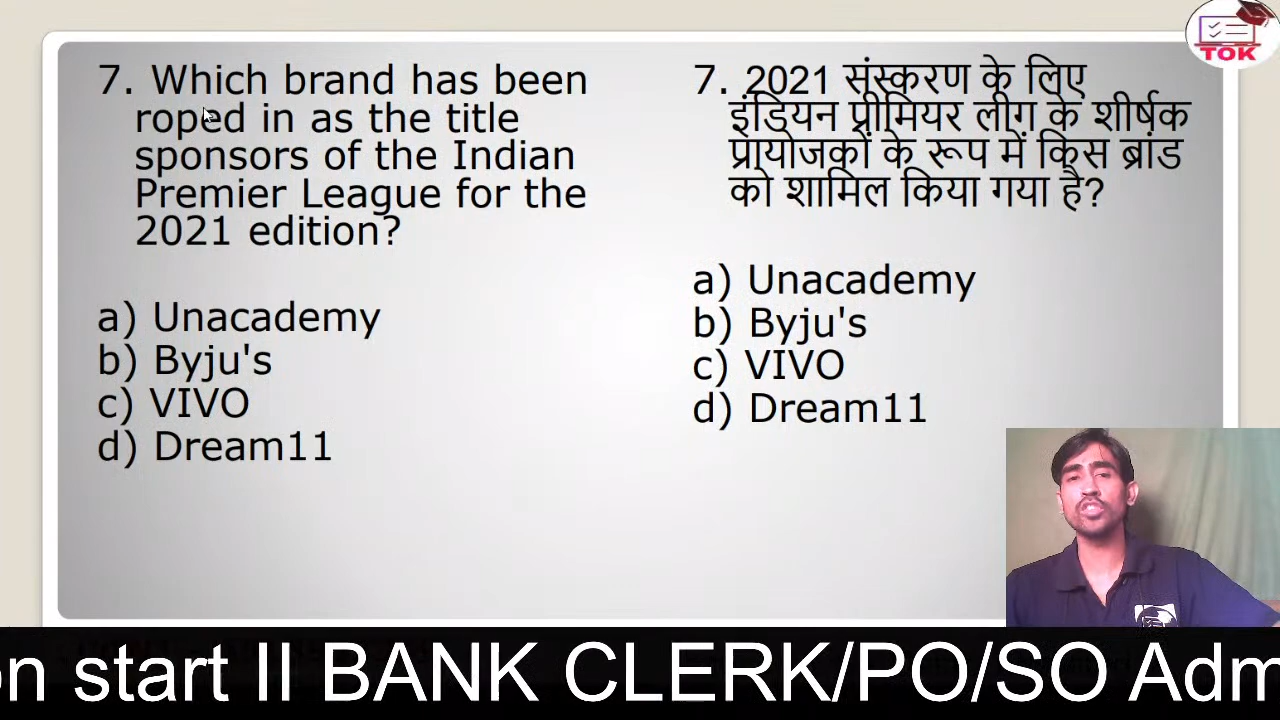 TOK
7. Which brand has been
roped in as the title
sponsors of the Indian
Premier League for the
2021 edition?
a) Unacademy
b) Byju's
c) VIVO
d) Dream11
7. 2021 संस्करण के लिए
इंडियन प्रीमियर लीग के शीर्षक
प्रायोजकों के रूप में किस ब्रांड
को शामिल किया गया है?
a) Unacademy
b) Byju's
c) VIVO
d) Dream11
on start II BANK CLERK/PO/SO Adm